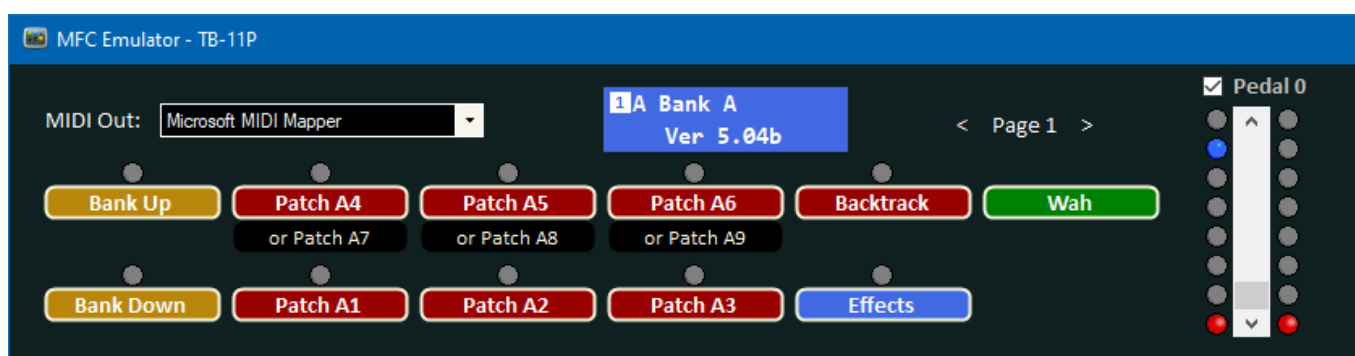 MFC Emulator - TB-11P
Pedal 0
MIDI Out: Microsoft MIDI Mapper
1A Bank A
Ver 5.04b
< Page 1 >
Bank Up Patch A4 Patch A5 Patch A6 Backtrack Wah
or Patch A7 or Patch A8 or Patch A9
Bank Down Patch A1 Patch A2 Patch A3 Effects